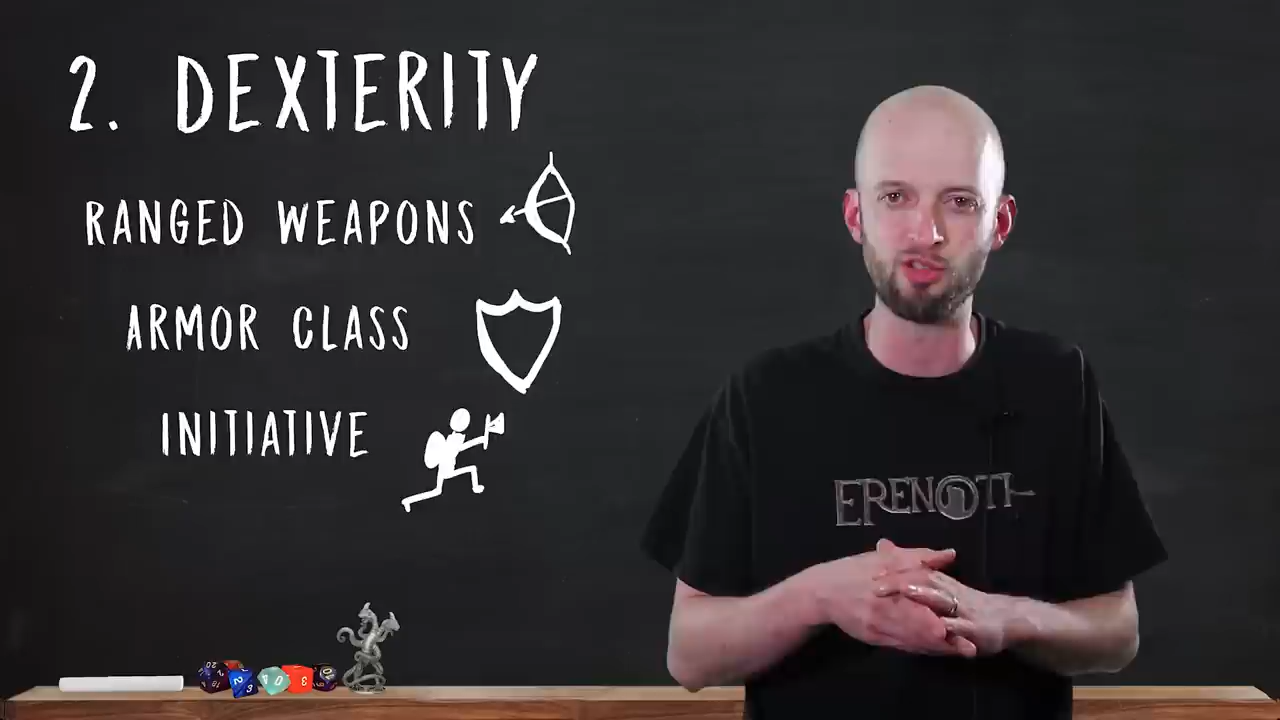 2. DEXTERITY
RANGED WEAPONS
ARMOR CLASS
INITIATIVE
ERENOTH